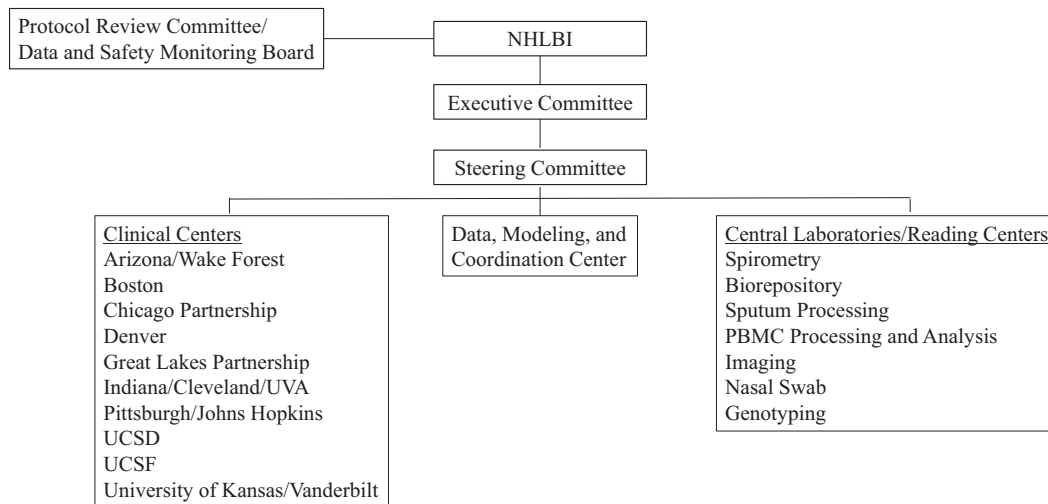 Protocol Review Committee/
Data and Safety Monitoring Board
NHLBI
Executive Committee
Steering Committee
Clinical Centers
Arizona/Wake Forest
Boston
Chicago Partnership
Denver
Great Lakes Partnership
Indiana/Cleveland/UVA
Pittsburgh/Johns Hopkins
UCSD
UCSF
University of Kansas/Vanderbilt
Data, Modeling, and
Coordination Center
Central Laboratories/Reading Centers
Spirometry
Biorepository
Sputum Processing
PBMC Processing and Analysis
Imaging
Nasal Swab
Genotyping